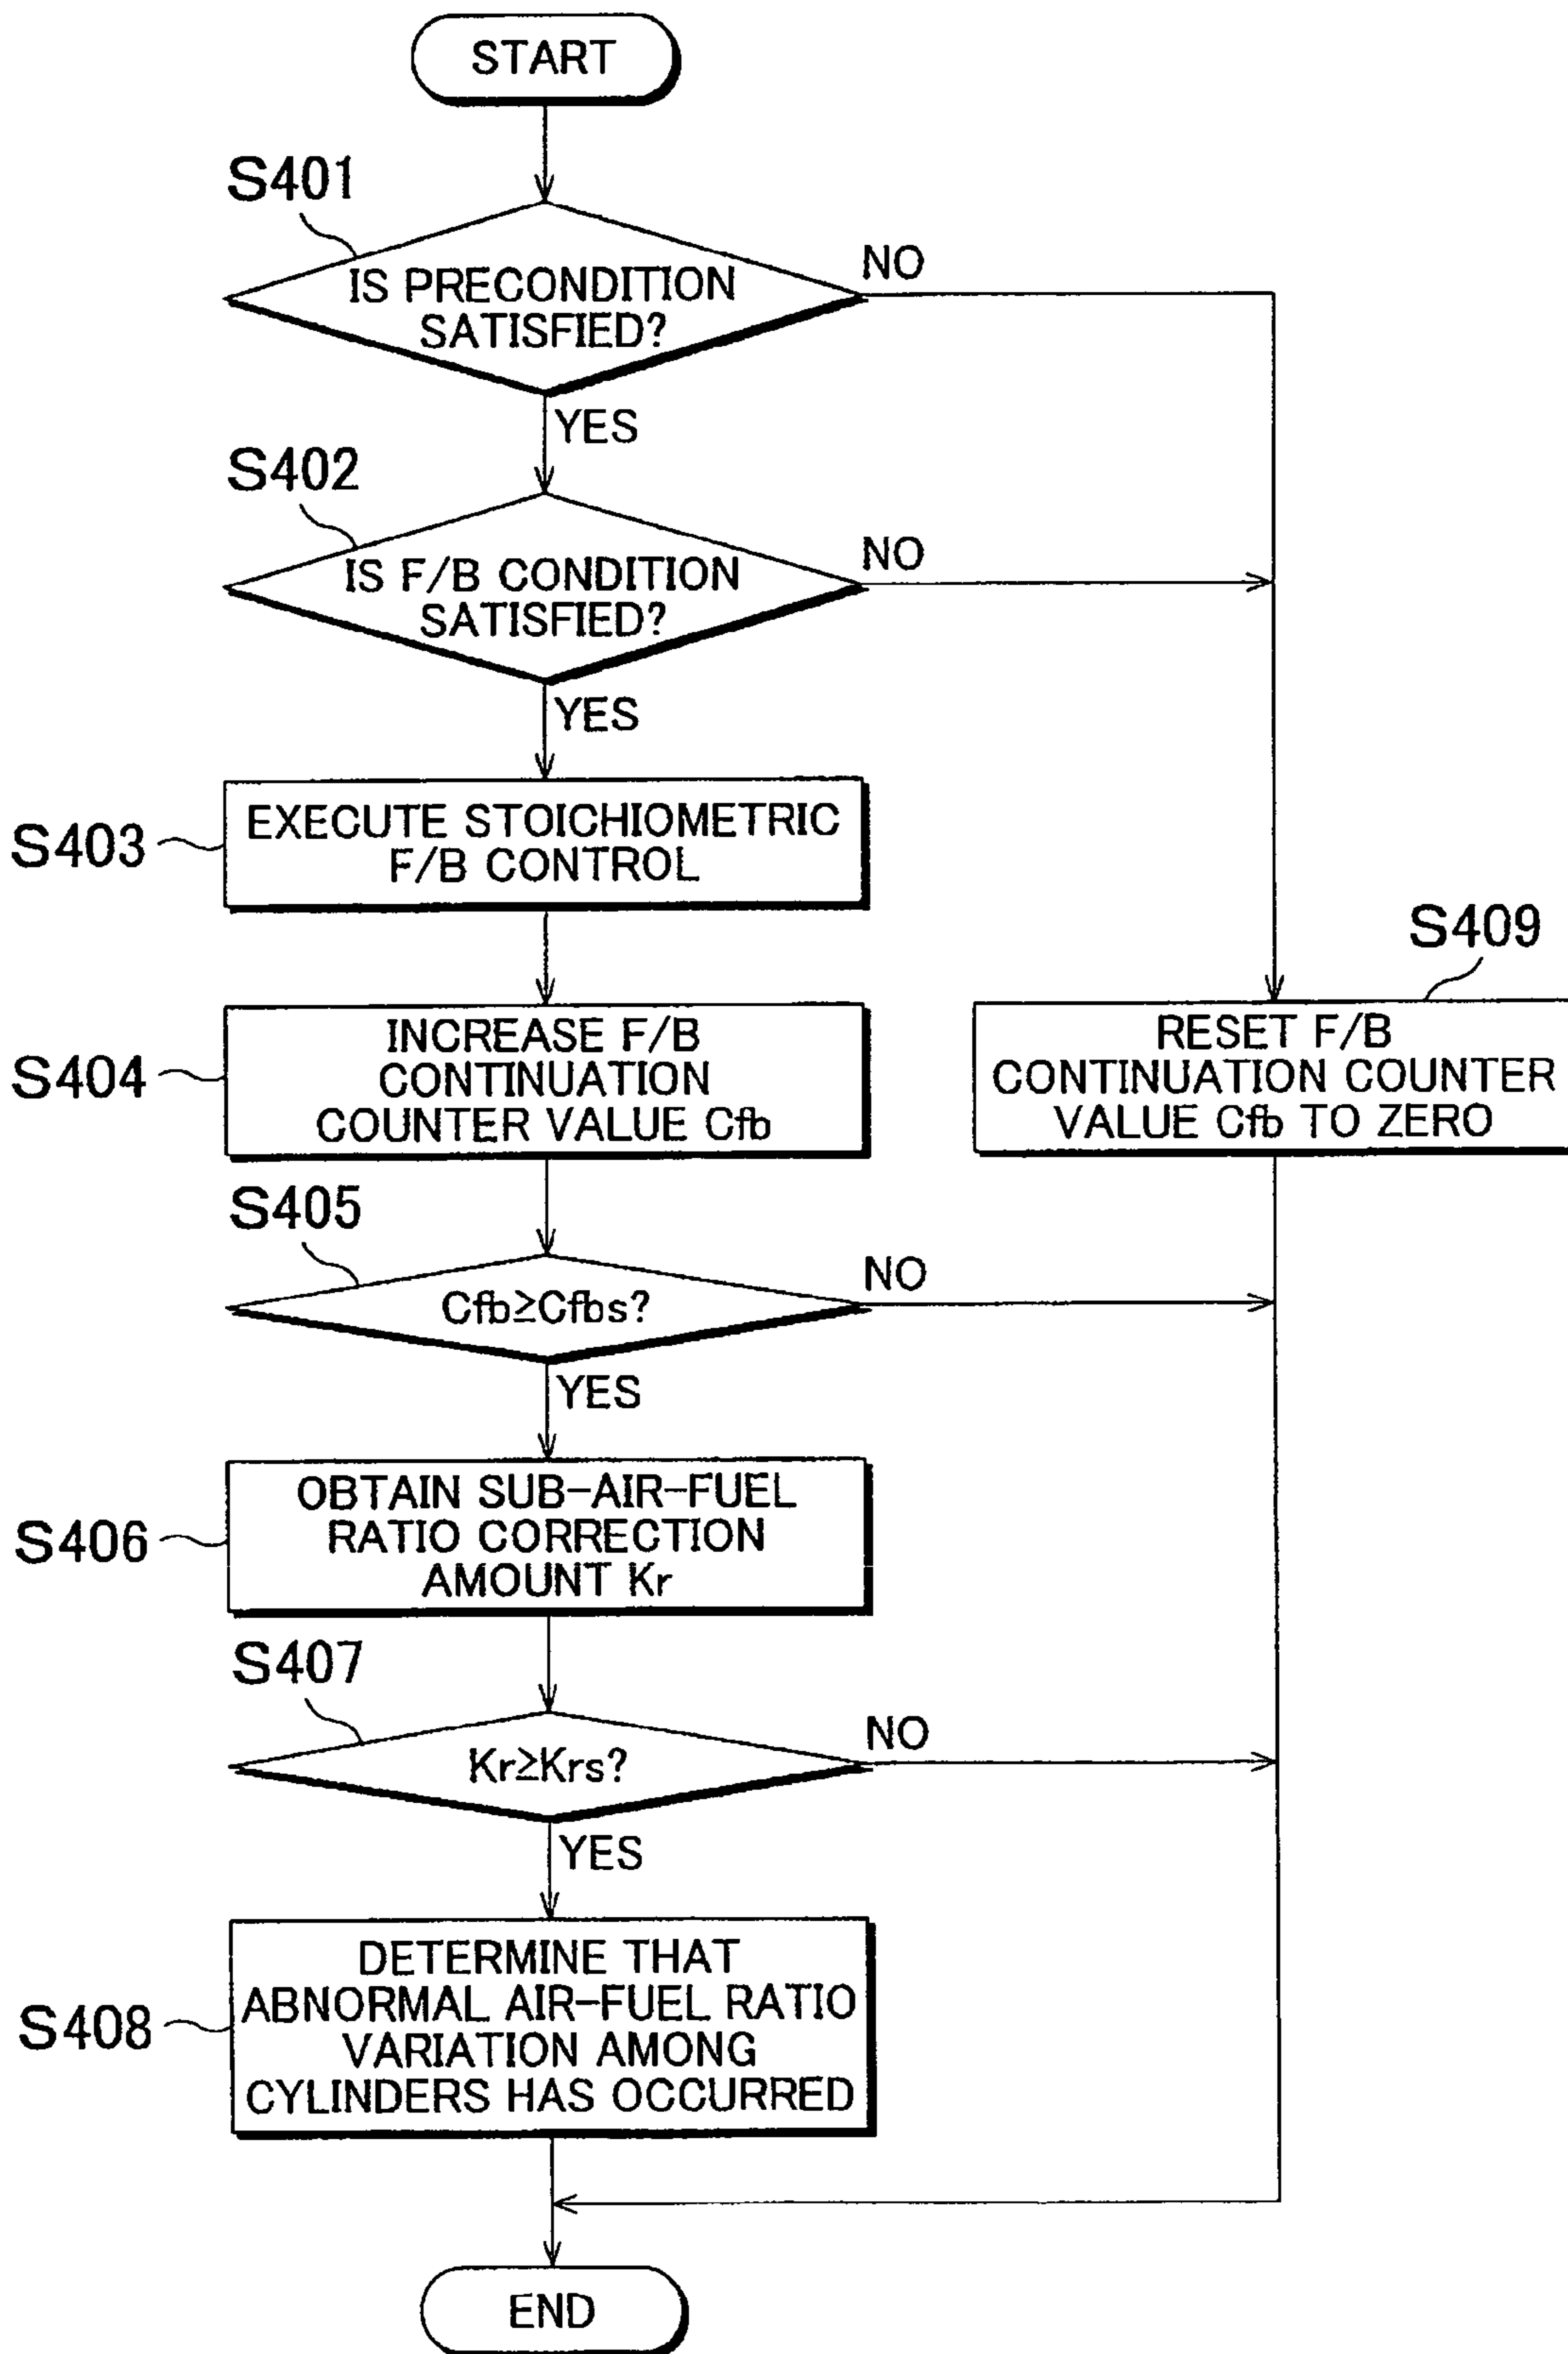 START
S401
IS PRECONDITION
SATISFIED?
NO
YES
S402
IS F/B CONDITION
SATISFIED?
NO
YES
S403
EXECUTE STOICHIOMETRIC
F/B CONTROL
S404
INCREASE F/B
CONTINUATION
COUNTER VALUE Cfb
S409
RESET F/B
CONTINUATION COUNTER
VALUE Cfb TO ZERO
S405
Cfb≥Cfbs?
NO
YES
S406
OBTAIN SUB-AIR-FUEL
RATIO CORRECTION
AMOUNT Kr
S407
Kr≥Krs?
NO
YES
S408
DETERMINE THAT
ABNORMAL AIR-FUEL RATIO
VARIATION AMONG
CYLINDERS HAS OCCURRED
END